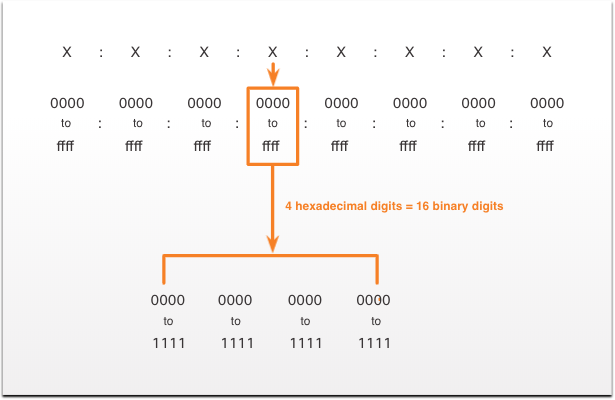 X : X : X : X : X : X : X : X
0000 0000 0000 0000 0000 0000 0000 0000
to : to : to : to : to : to : to : to
ffff ffff ffff ffff ffff ffff ffff ffff
4 hexadecimal digits = 16 binary digits
0000 0000 0000 0000
to to to to
1111 1111 1111 1111